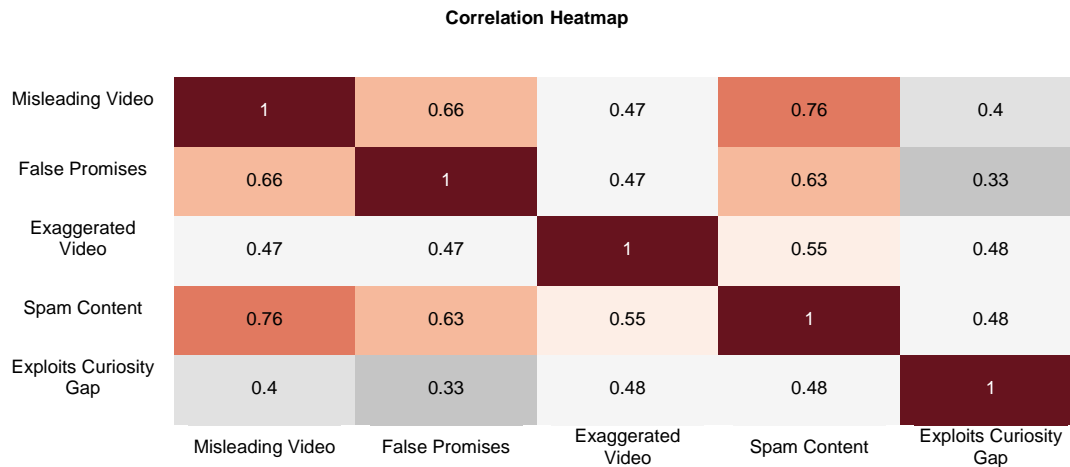 Correlation Heatmap
Misleading Video 1 0.66 0.47 0.76 0.4
False Promises 0.66 1 0.47 0.63 0.33
Exaggerated
Video 0.47 0.47 1 0.55 0.48
Spam Content 0.76 0.63 0.55 1 0.48
Exploits Curiosity
Gap 0.4 0.33 0.48 0.48 1
Misleading Video False Promises Exaggerated Spam Content Exploits Curiosity
Video Gap